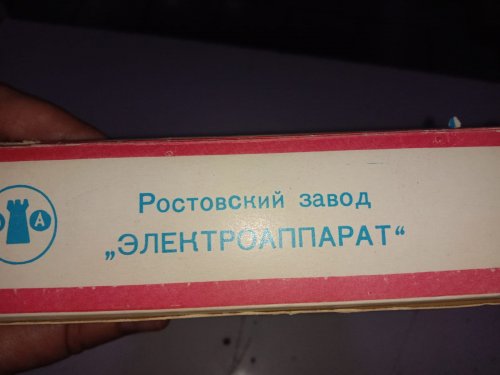 Ростовский завод
„ЭЛЕКТРОАППАРАТ“
А